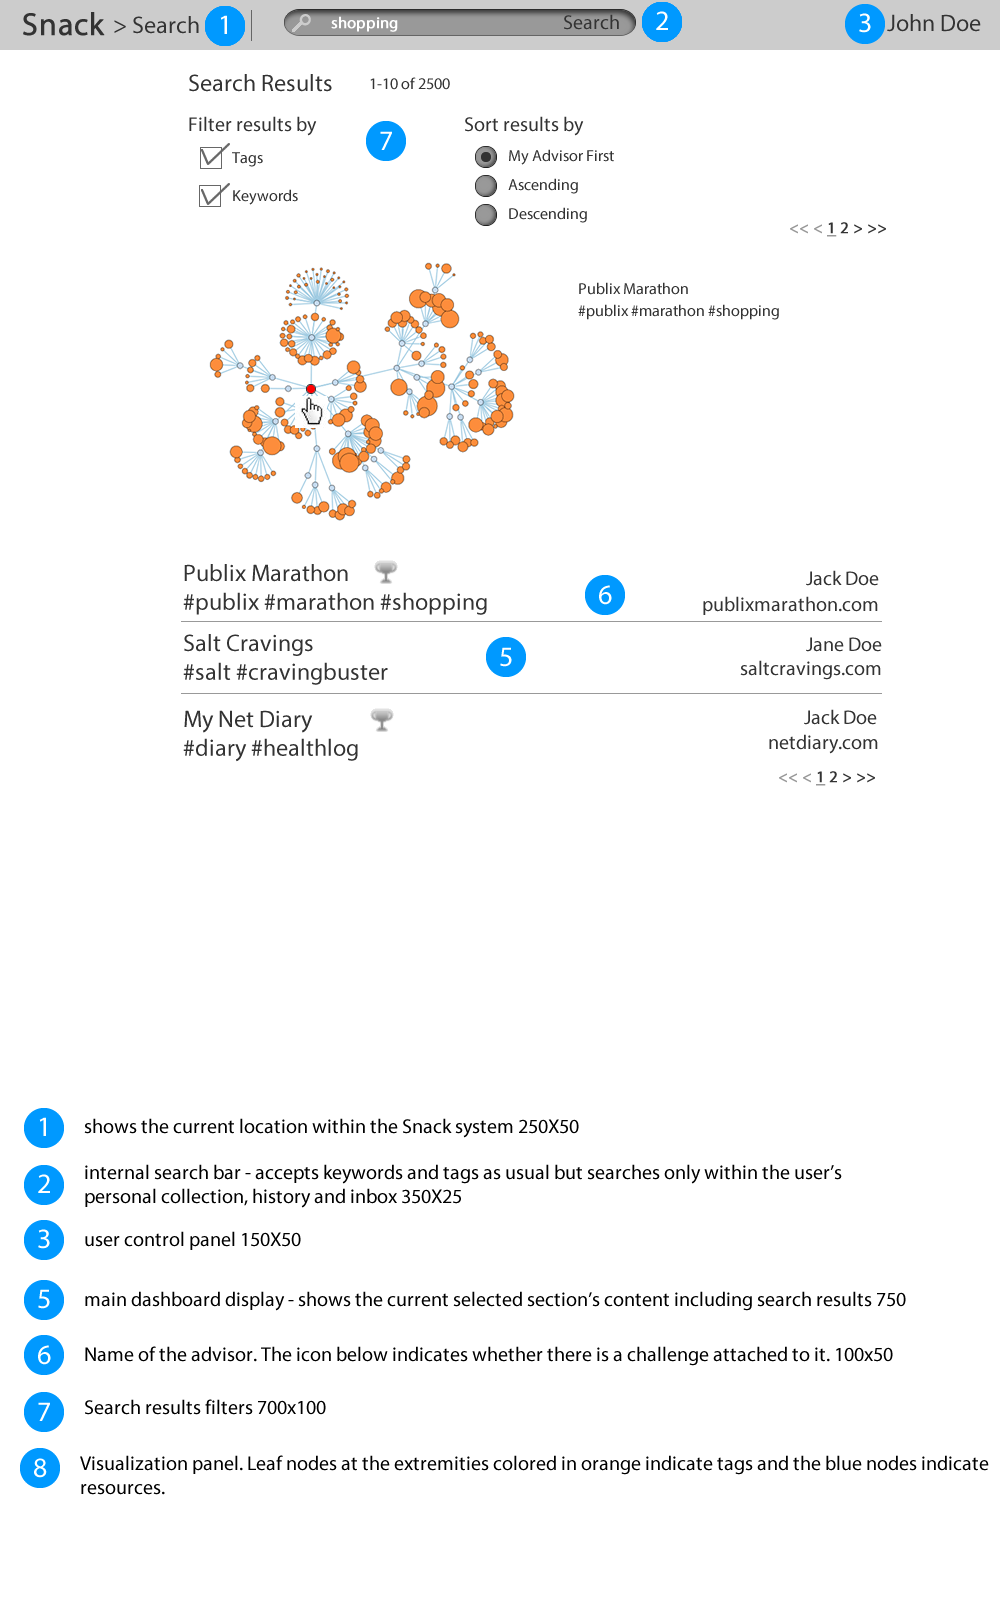 Snack > Search 1 shopping Search 2 3 John Doe
Search Results 1-10 of 2500
Filter results by 7 Sort results by
Tags My Advisor First
Ascending
Keywords
Descending
<< < 1 2 > >>
Publix Marathon
#publix #marathon #shopping
Publix Marathon Jack Doe
#publix #marathon #shopping 6 publixmarathon.com
Salt Cravings Jane Doe
#salt #cravingbuster 5 saltcravings.com
My Net Diary Jack Doe
#diary #healthlog netdiary.com
<< < 1 2 > >>
1 shows the current location within the Snack system 250X50
2 internal search bar - accepts keywords and tags as usual but searches only within the user's
personal collection, history and inbox 350X25
3 user control panel 150X50
5 main dashboard display - shows the current selected section's content including search results 750
6 Name of the advisor. The icon below indicates whether there is a challenge attached to it. 100x50
7 Search results filters 700x100
8 Visualization panel. Leaf nodes at the extremities colored in orange indicate tags and the blue nodes indicate
resources.